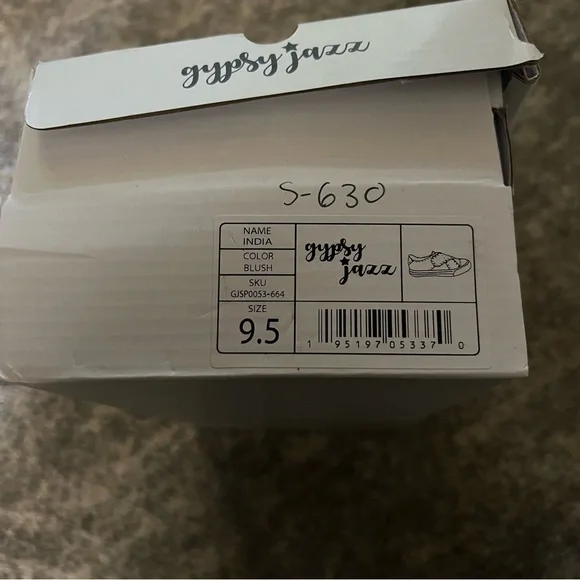 gypsy jazz
S-630
NAME
INDIA
COLOR
BLUSH
SKU
GJSP0053-664
SIZE
9.5
gypsy
jazz
1 95197 05337 0